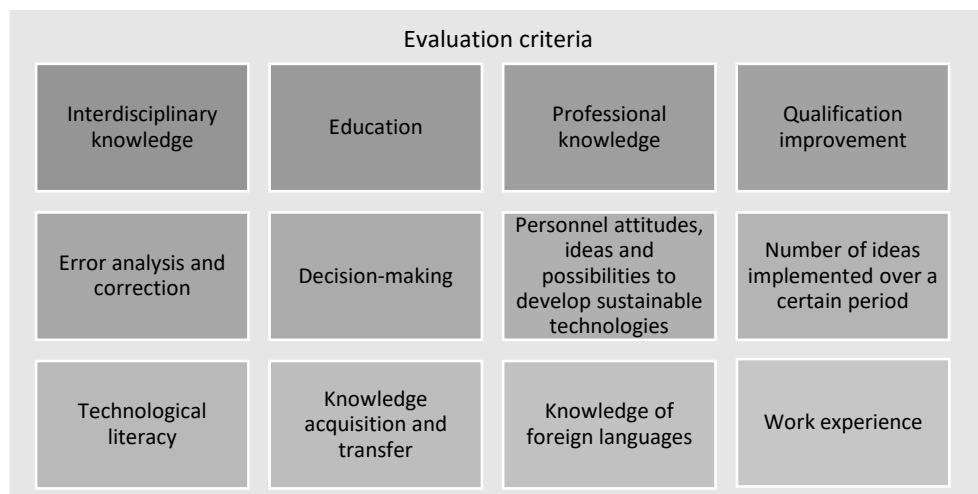 Evaluation criteria
Interdisciplinary
knowledge
Education
Professional
knowledge
Qualification
improvement
Error analysis and
correction
Decision-making
Personnel attitudes,
ideas and
possibilities to
develop sustainable
technologies
Number of ideas
implemented over a
certain period
Technological
literacy
Knowledge
acquisition and
transfer
Knowledge of
foreign languages
Work experience